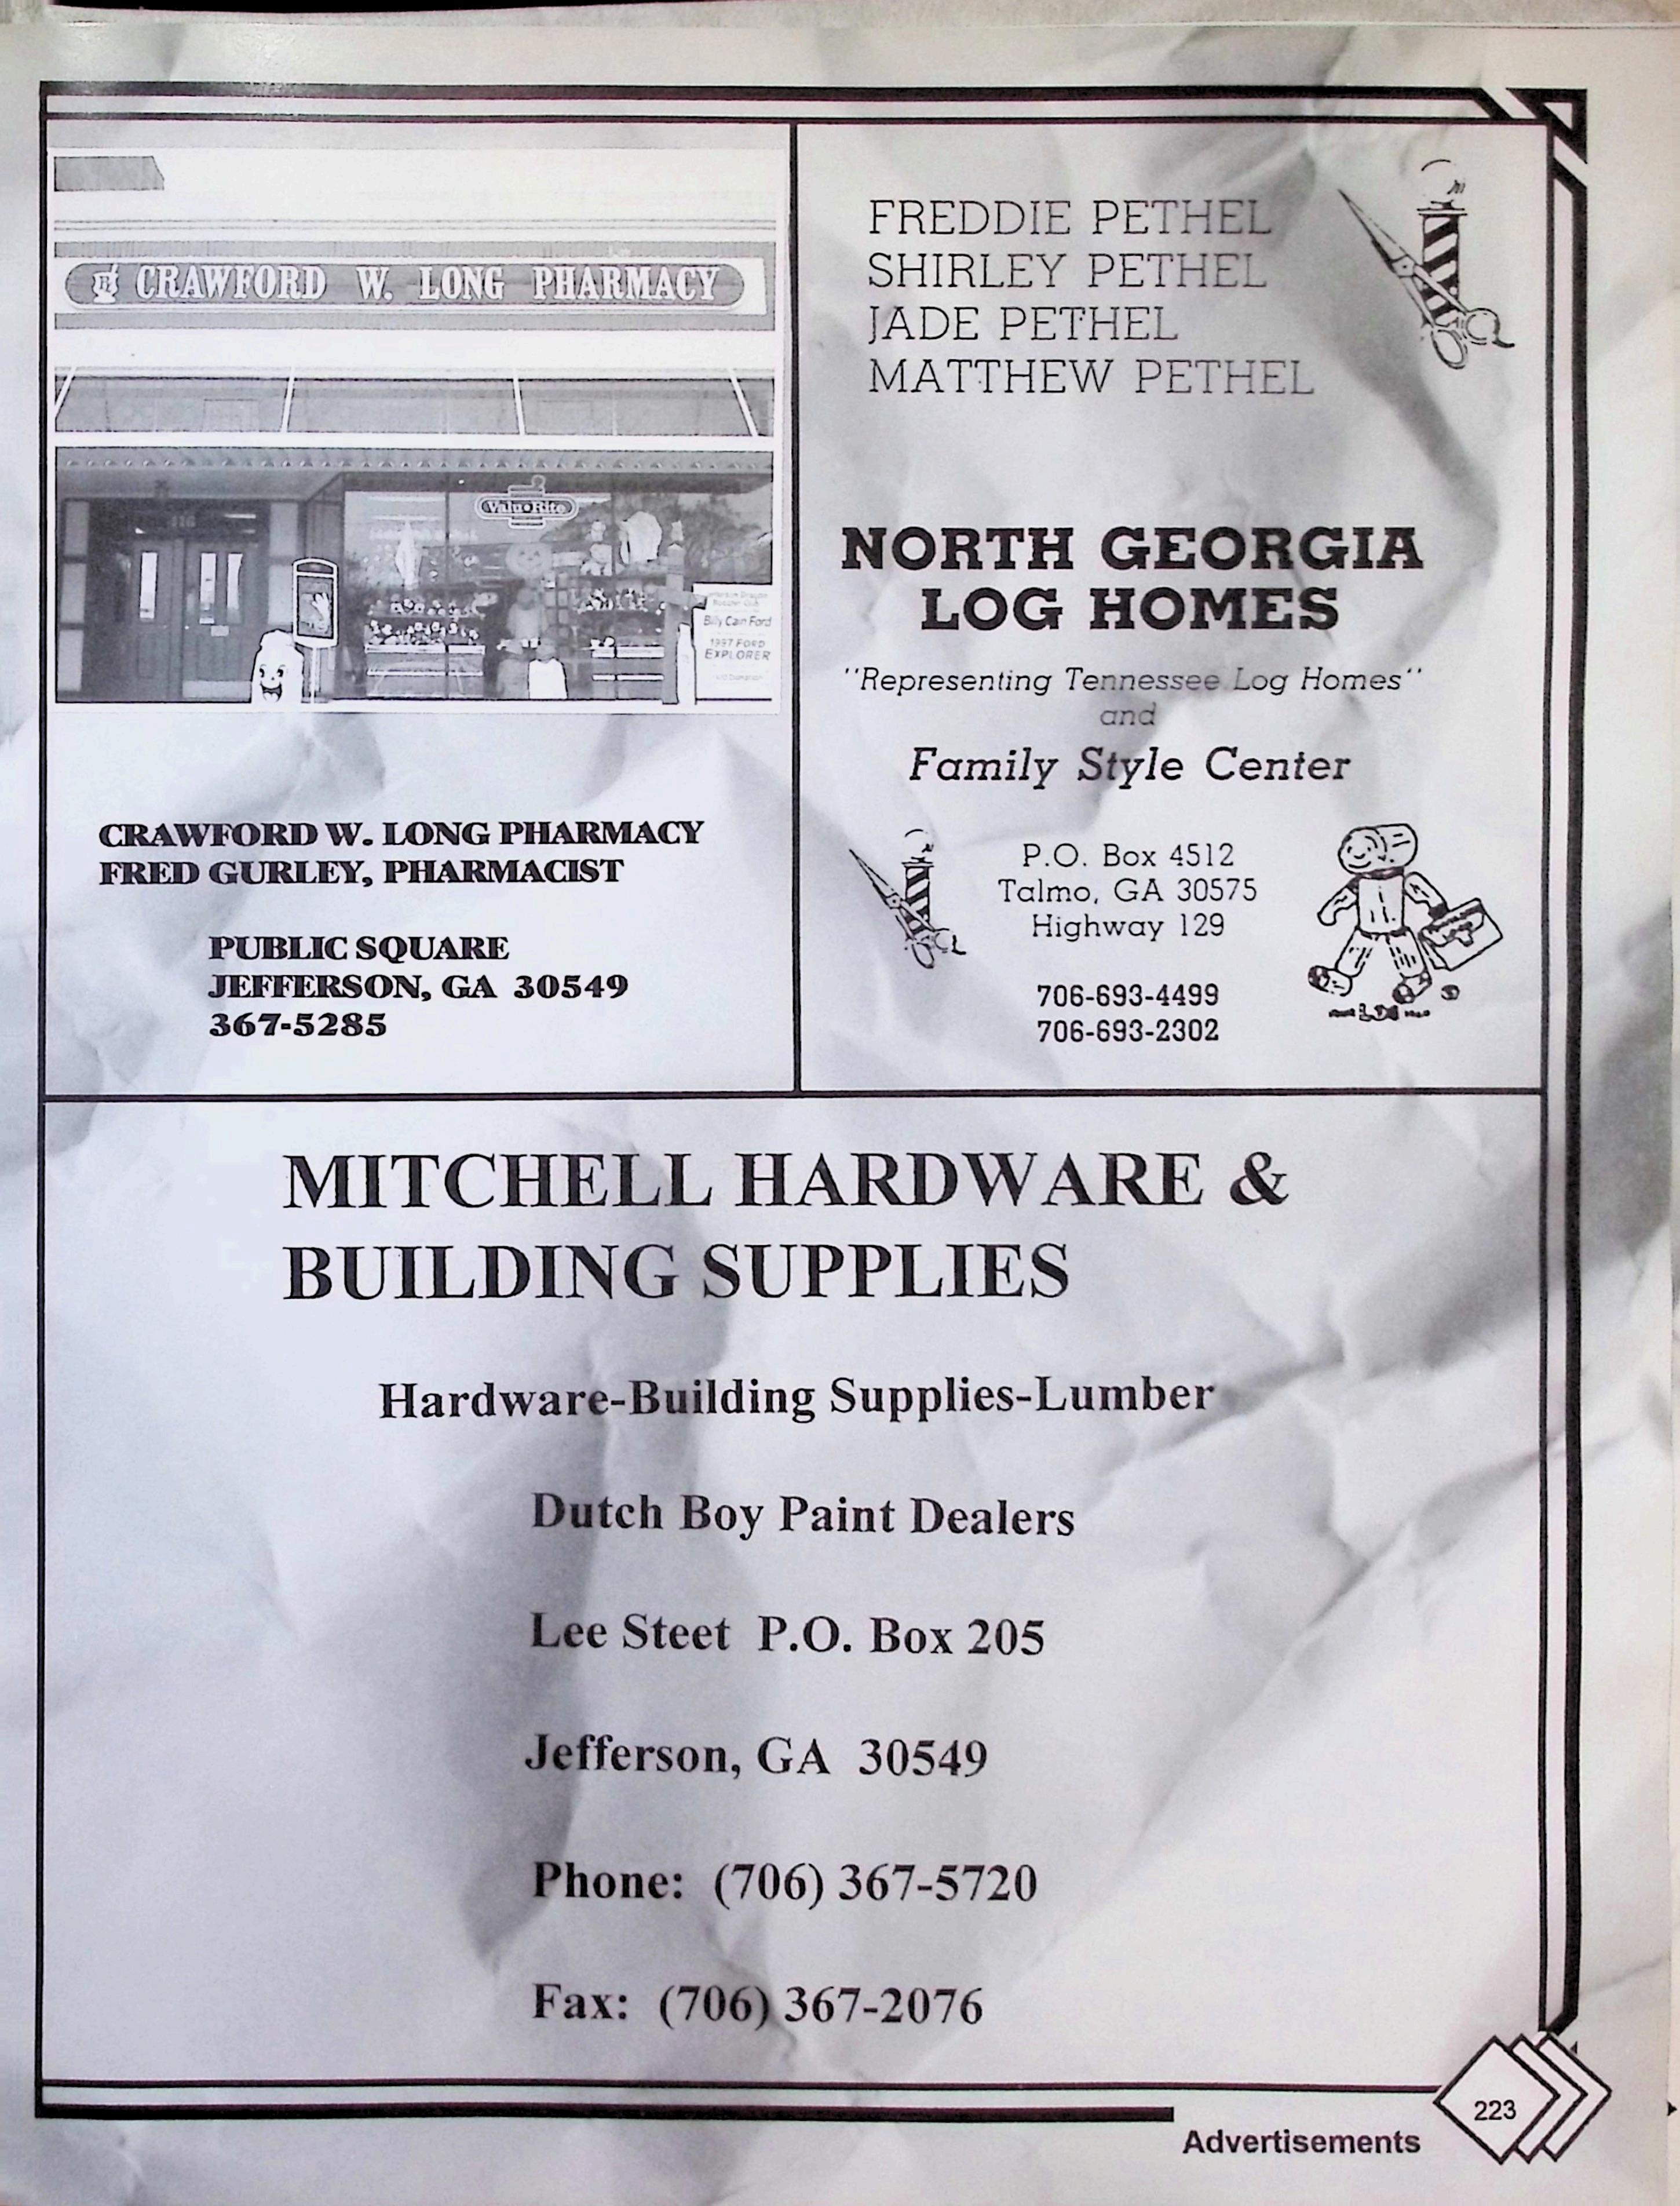 CRAWFORD W. LONG PHARMACY
116
Valu-Rite
Billy Cain Ford
1997 FORD
EXPLORER
CRAWFORD W. LONG PHARMACY
FRED GURLEY, PHARMACIST
PUBLIC SQUARE
JEFFERSON, GA 30549
367-5285
FREDDIE PETHEL
SHIRLEY PETHEL
JADE PETHEL
MATTHEW PETHEL
NORTH GEORGIA
LOG HOMES
"Representing Tennessee Log Homes"
and
Family Style Center
P.O. Box 4512
Talmo, GA 30575
Highway 129
706-693-4499
706-693-2302
MITCHELL HARDWARE &
BUILDING SUPPLIES
Hardware-Building Supplies-Lumber
Dutch Boy Paint Dealers
Lee Steet P.O. Box 205
Jefferson, GA 30549
Phone: (706) 367-5720
Fax: (706) 367-2076
223
Advertisements